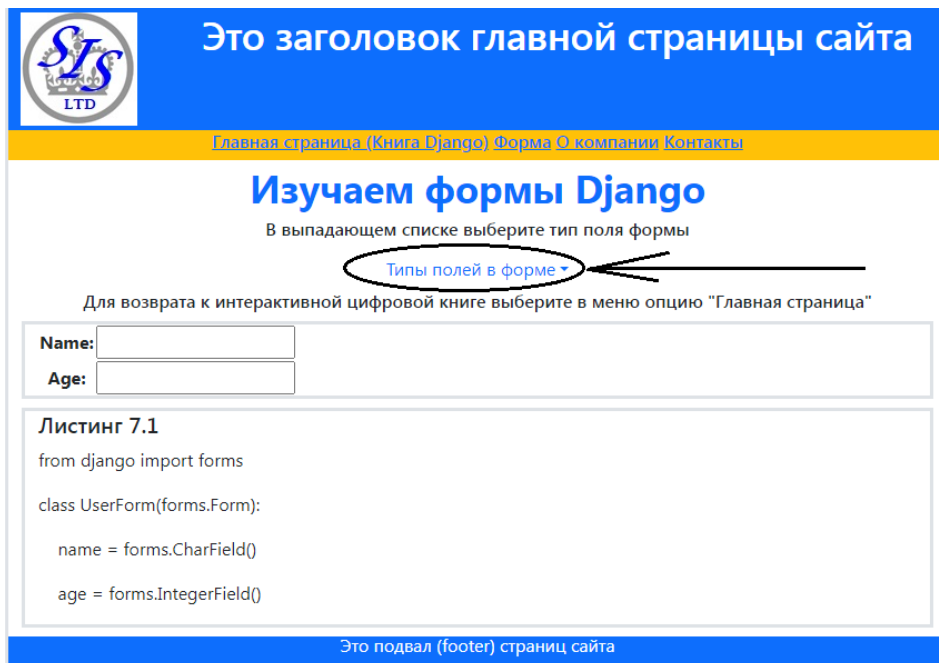 STS
LTD
Это заголовок главной страницы сайта
Главная страница (Книга Django) Форма О компании Контакты
Изучаем формы Django
В выпадающем списке выберите тип поля формы
Типы полей в форме
Для возврата к интерактивной цифровой книге выберите в меню опцию "Главная страница"
Name:
Age:
Листинг 7.1
from django import forms
class UserForm(forms.Form):
name = forms.CharField()
age = forms.IntegerField()
Это подвал (footer) страниц сайта